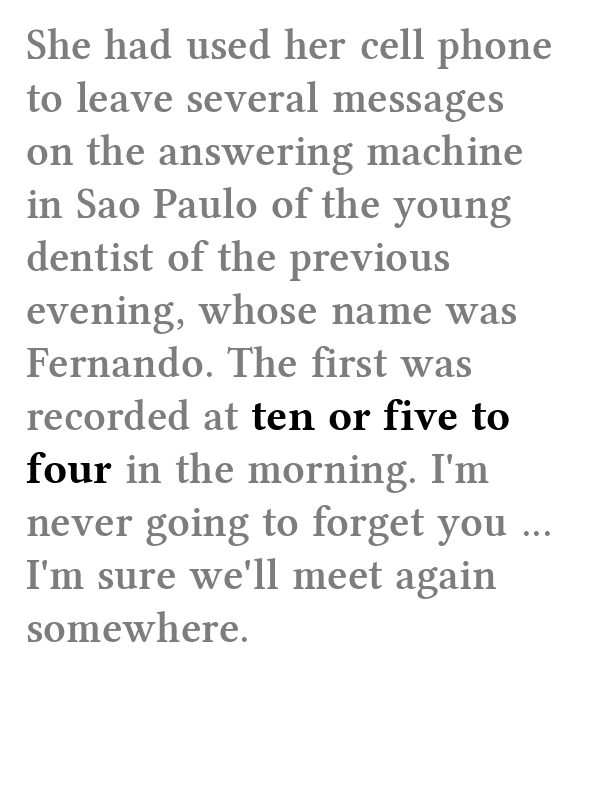 She had used her cell phone
to leave several messages
on the answering machine
in Sao Paulo of the young
dentist of the previous
evening, whose name was
Fernando. The first was
recorded at ten or five to
four in the morning. I'm
never going to forget you ...
I'm sure we'll meet again
somewhere.